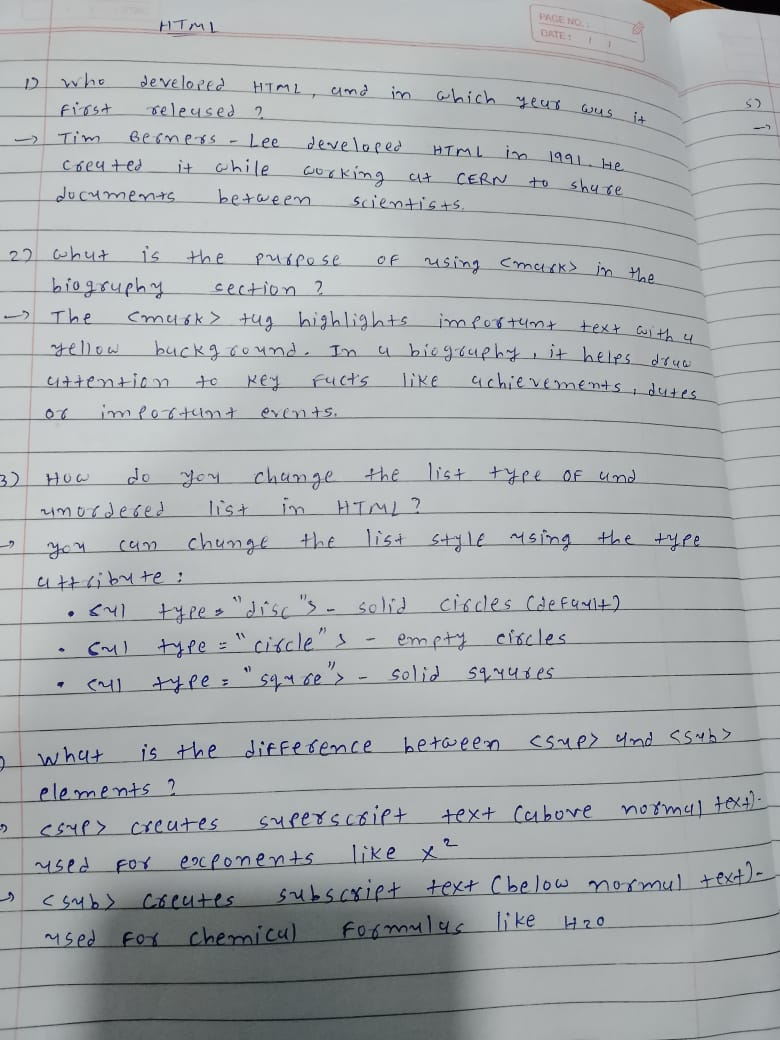 HTML
PAGE NO.:
DATE: / /
1) Who developed HTML, and in which year was it
first released ?
→ Tim Berners - Lee developed HTML in 1991. He
created it while working at CERN to share
documents between scientists.
2) what is the purpose of using <mark> in the
biography section ?
→ The <mark> tag highlights important text with a
yellow background. In a biography, it helps draw
attention to key facts like achievements, dates
or important events.
3) How do you change the list type of and
unordered list in HTML ?
→ you can change the list style using the type
attribute :
• <ul type="disc"> - solid circles (default)
• <ul type="circle"> - empty circles
• <ul type="square"> - solid squares
What is the difference between <sup> and <sub>
elements ?
→ <sup> creates superscript text (above normal text)-
used for exponents like x²
→ <sub> creates subscript text (below normal text)-
used for chemical formulas like H2O
5)
→